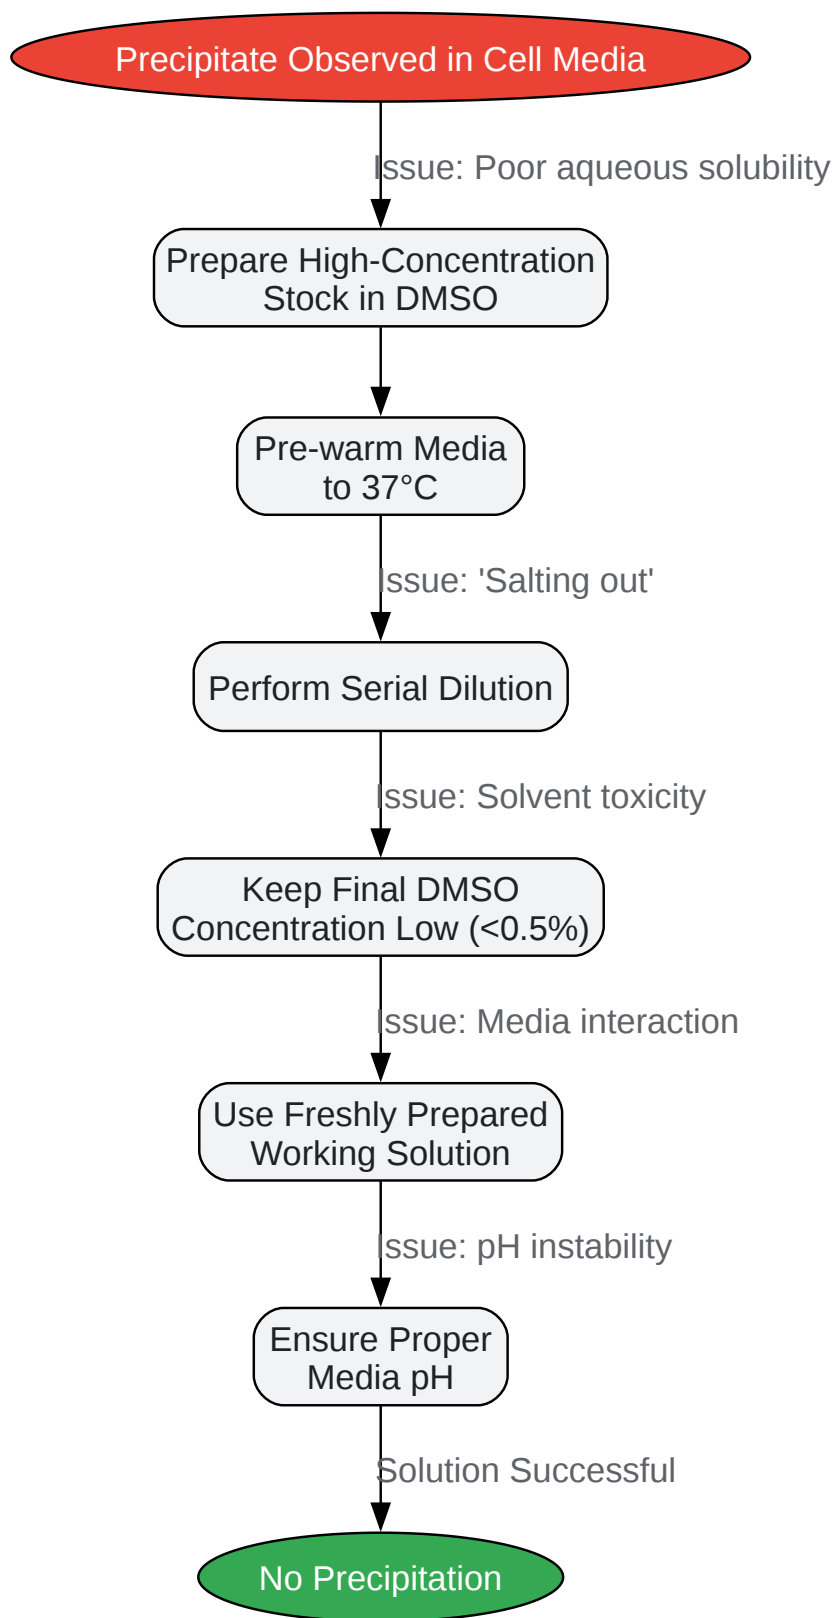 Precipitate Observed in Cell Media
Issue: Poor aqueous solubility
Prepare High-Concentration
Stock in DMSO
Pre-warm Media
to 37°C
Issue: 'Salting out'
Perform Serial Dilution
Issue: Solvent toxicity
Keep Final DMSO
Concentration Low (<0.5%)
Issue: Media interaction
Use Freshly Prepared
Working Solution
Issue: pH instability
Ensure Proper
Media pH
Solution Successful
No Precipitation